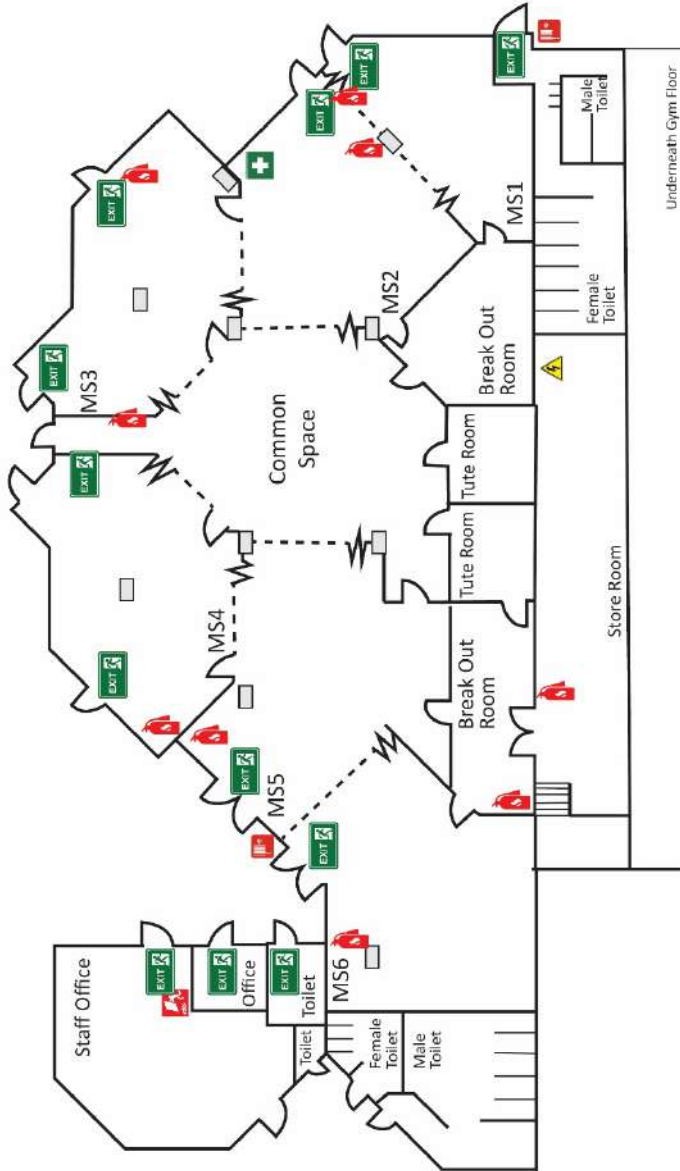 EXIT
Staff Office
EXIT
MS3
EXIT
EXIT
EXIT
EXIT
MS4
EXIT
Office
MS5
EXIT
Toilet
Toilet
Common
Space
EXIT
EXIT
MS6
EXIT
MS2
Female
Toilet
Male
Toilet
Break Out
Room
Tute Room
Tute Room
Break Out
Room
MS1
EXIT
Female
Toilet
Male
Toilet
Store Room
Underneath Gym Floor